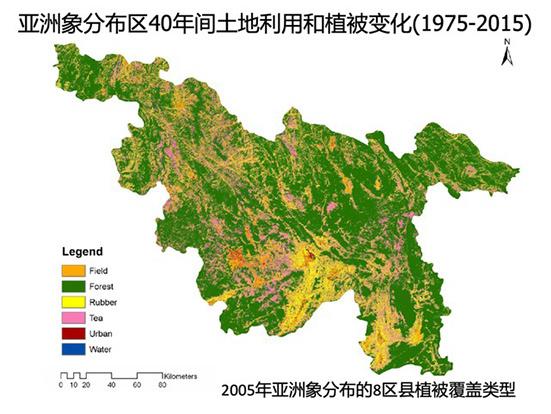 亚洲象分布区40年间土地利用和植被变化(1975-2015)
N
Legend
Field
Forest
Rubber
Tea
Urban
Water
Kilometers
0 10 20 40 60 80
2005年亚洲象分布的8区县植被覆盖类型